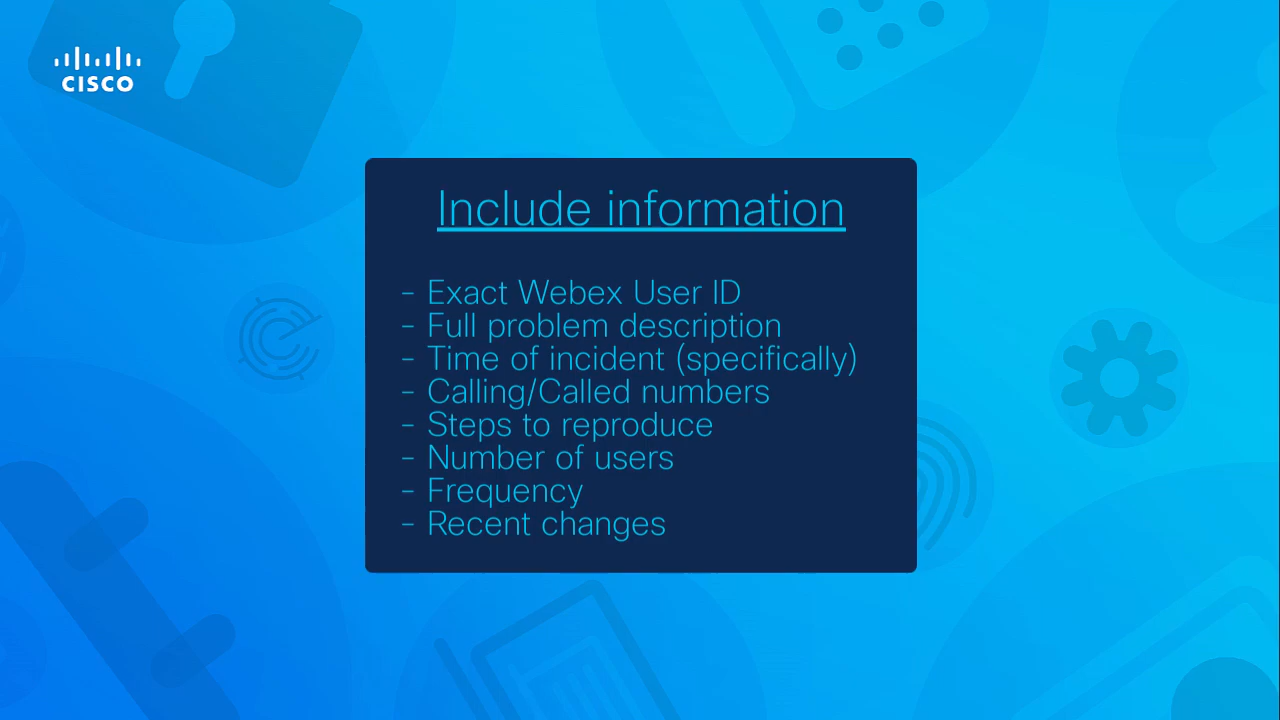 CISCO
Include information
- Exact Webex User ID
- Full problem description
- Time of incident (specifically)
- Calling/Called numbers
- Steps to reproduce
- Number of users
- Frequency
- Recent changes